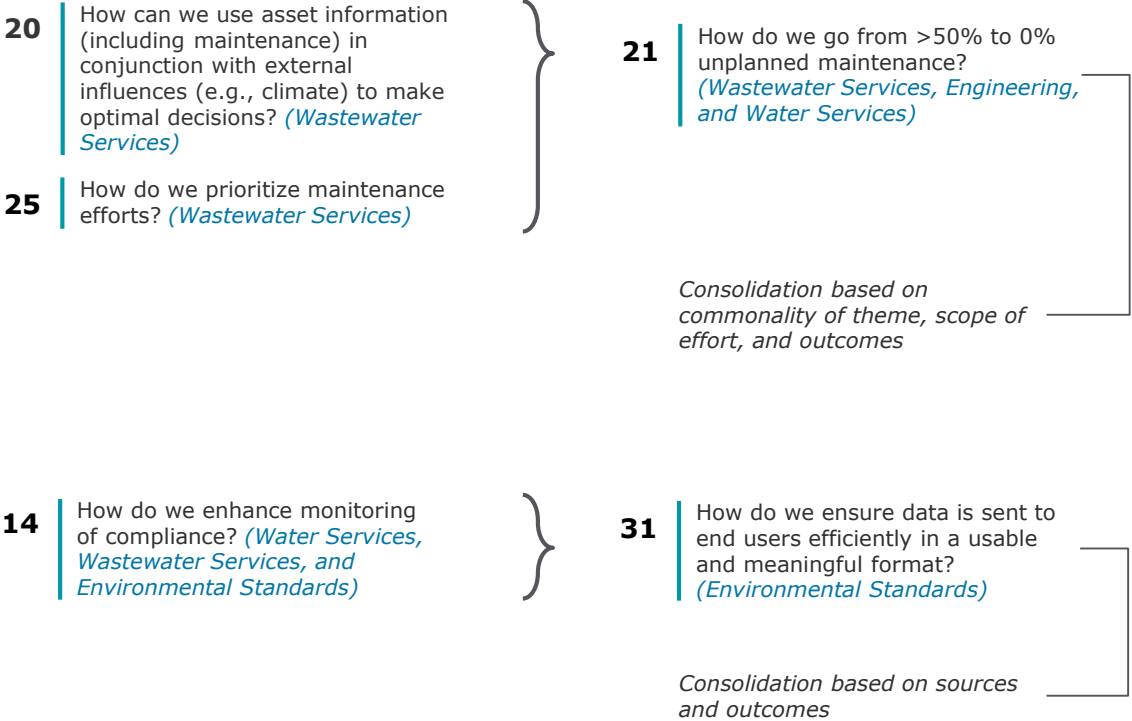 20
How can we use asset information
(including maintenance) in
conjunction with external
influences (e.g., climate) to make
optimal decisions? (Wastewater
Services)
25
How do we prioritize maintenance
efforts? (Wastewater Services)
21
How do we go from >50% to 0%
unplanned maintenance?
(Wastewater Services, Engineering,
and Water Services)
Consolidation based on
commonality of theme, scope of
effort, and outcomes
14
How do we enhance monitoring
of compliance? (Water Services,
Wastewater Services, and
Environmental Standards)
31
How do we ensure data is sent to
end users efficiently in a usable
and meaningful format?
(Environmental Standards)
Consolidation based on sources
and outcomes